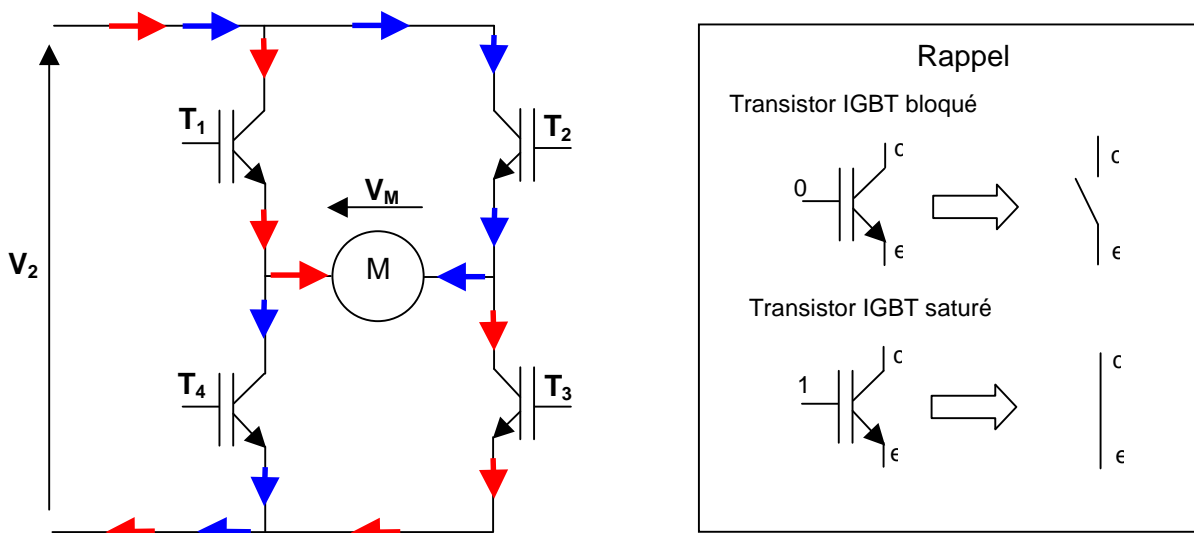 T1
T2
VM
V2
M
T4
T3
Rappel
Transistor IGBT bloqué
0
c
e
c
e
Transistor IGBT saturé
1
c
e
c
e